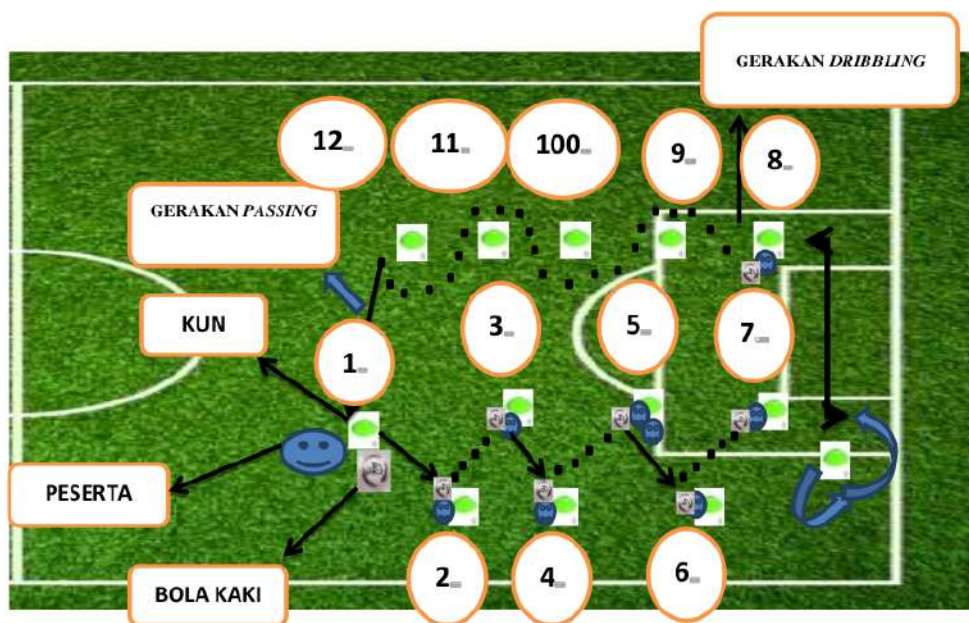 GERAKAN DRIBBLING
12
11
100
9
8
GERAKAN PASSING
KUN
1
3
5
7
PESERTA
BOLA KAKI
2
4
6